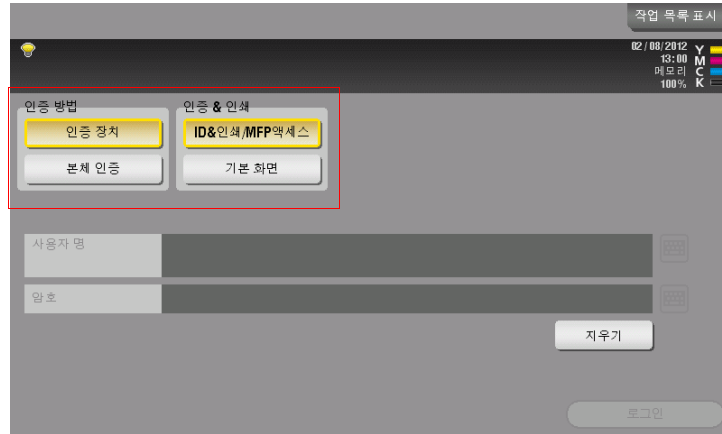 작업 목록 표시
02/08/2012
13:00
메모리
100%
Y
M
C
K
인증 방법
인증 장치
본체 인증
인증 & 인쇄
ID&인쇄/MFP액세스
기본 화면
사용자 명
암호
지우기
로그인